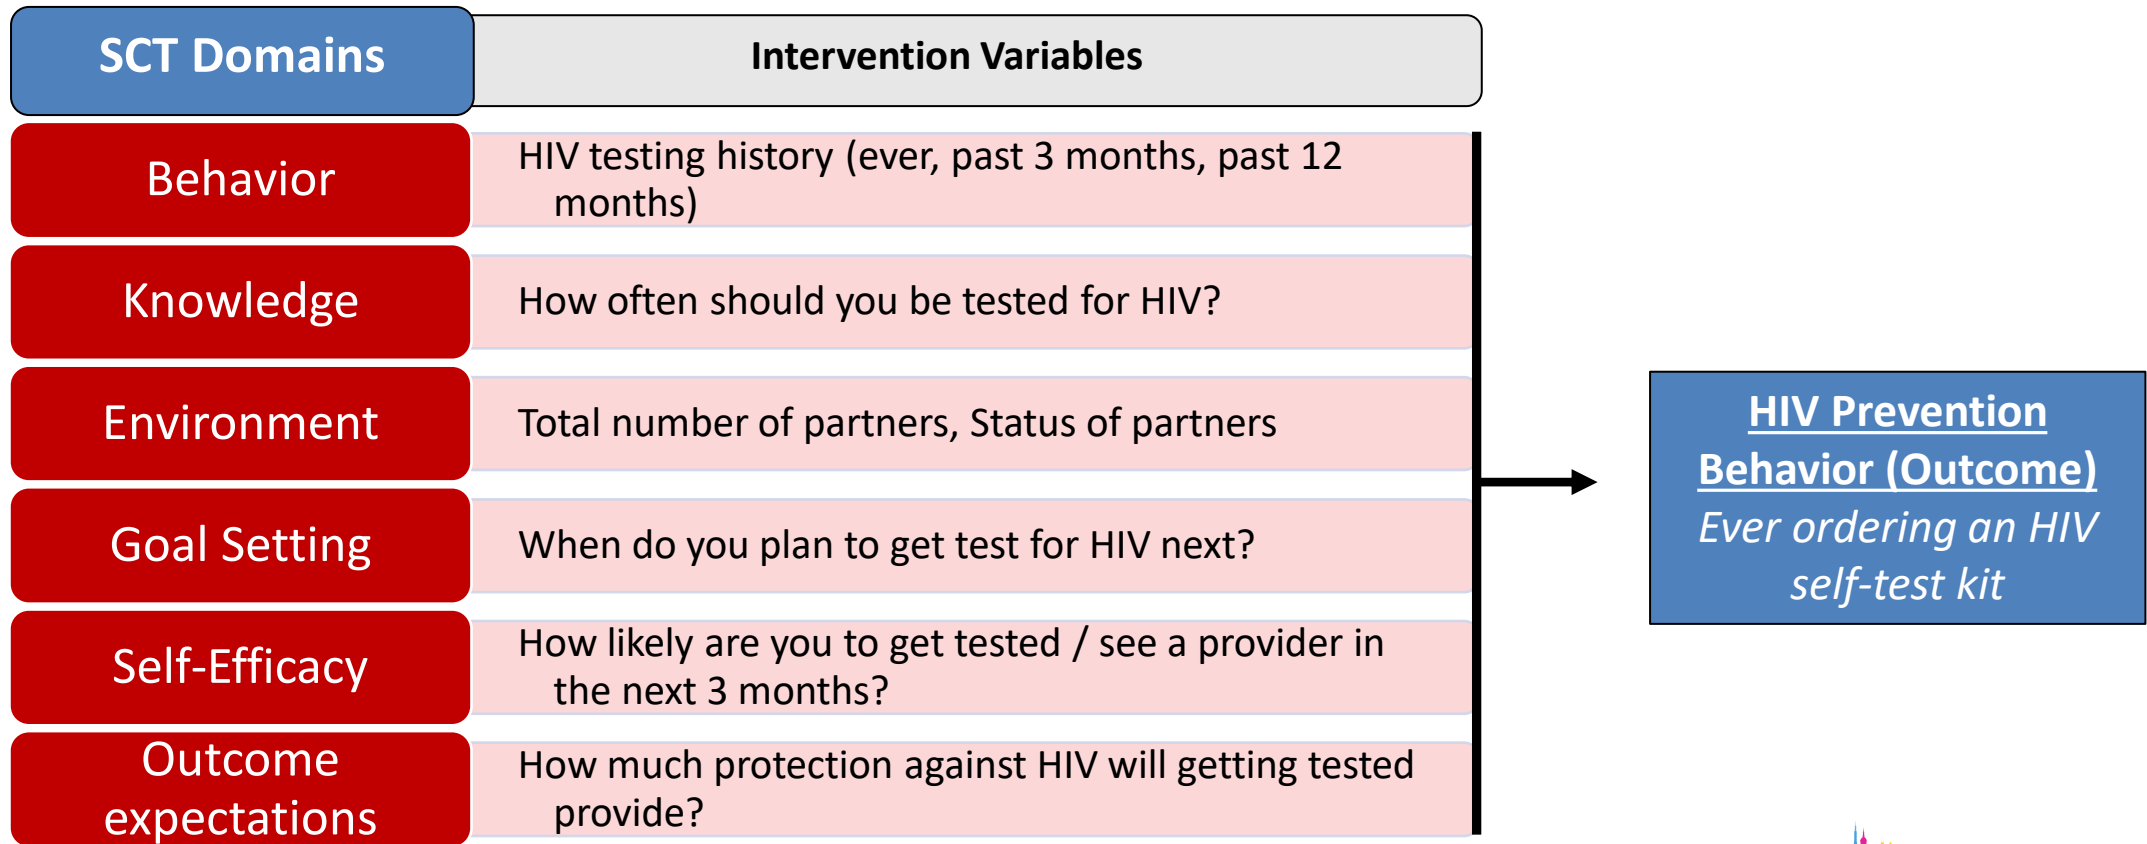 SCT Domains
Intervention Variables
Behavior
HIV testing history (ever, past 3 months, past 12
months)
Knowledge
How often should you be tested for HIV?
Environment
Total number of partners, Status of partners
Goal Setting
When do you plan to get test for HIV next?
Self-Efficacy
How likely are you to get tested / see a provider in
the next 3 months?
Outcome
expectations
How much protection against HIV will getting tested
provide?
HIV Prevention
Behavior (Outcome)
Ever ordering an HIV
self-test kit